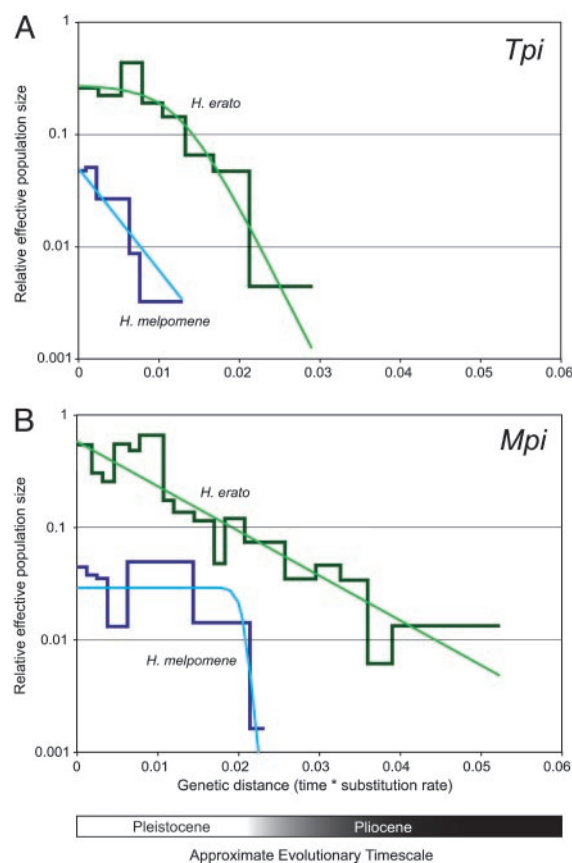 A
Tpi
Relative effective population size
1
0.1
0.01
0.001
H. erato
H. melpomene
0
0.01
0.02
0.03
0.04
0.05
0.06
B
Mpi
Relative effective population size
1
0.1
0.01
0.001
H. erato
H. melpomene
0
0.01
0.02
0.03
0.04
0.05
0.06
Genetic distance (time * substitution rate)
Pleistocene
Pliocene
Approximate Evolutionary Timescale